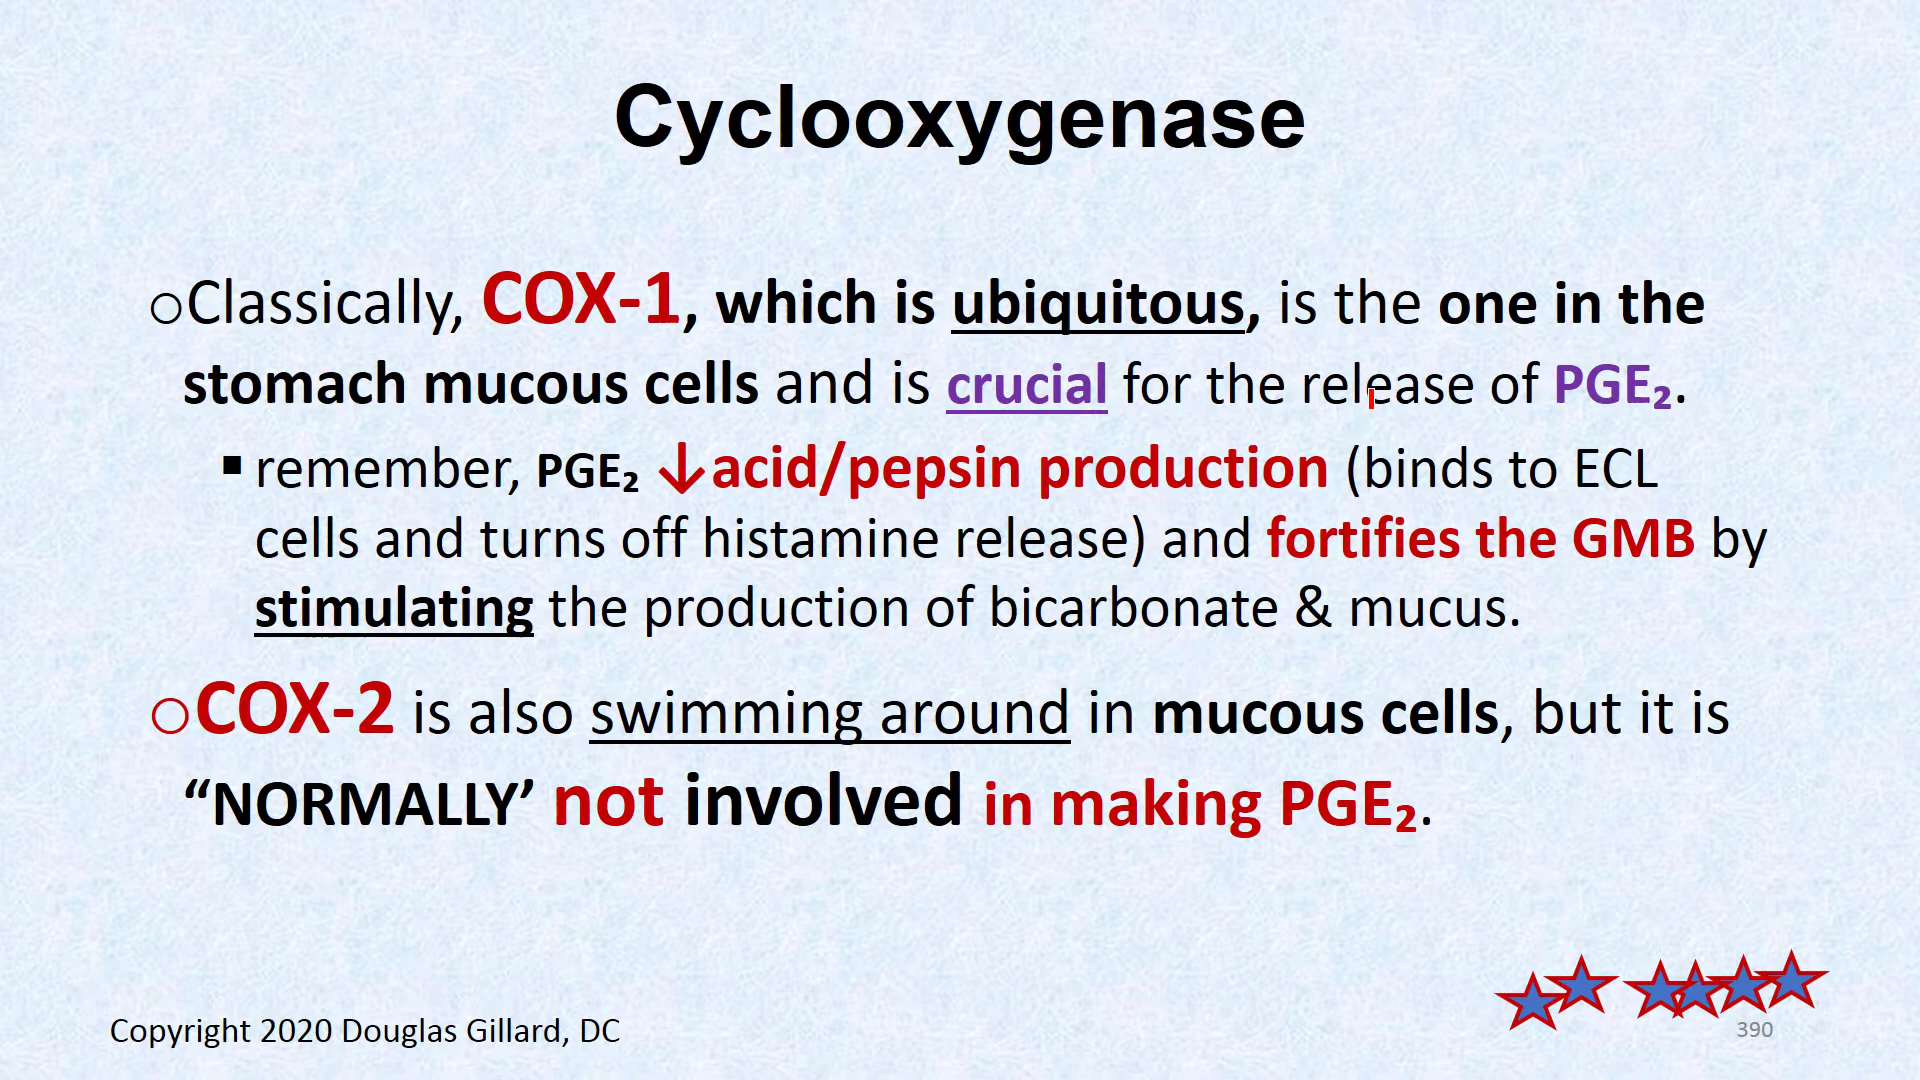 Cyclooxygenase
○Classically, COX-1, which is ubiquitous, is the one in the
stomach mucous cells and is crucial for the release of PGE₂.
▪ remember, PGE₂ ↓acid/pepsin production (binds to ECL
cells and turns off histamine release) and fortifies the GMB by
stimulating the production of bicarbonate & mucus.
○COX-2 is also swimming around in mucous cells, but it is
“NORMALLY’ not involved in making PGE₂.
Copyright 2020 Douglas Gillard, DC
390